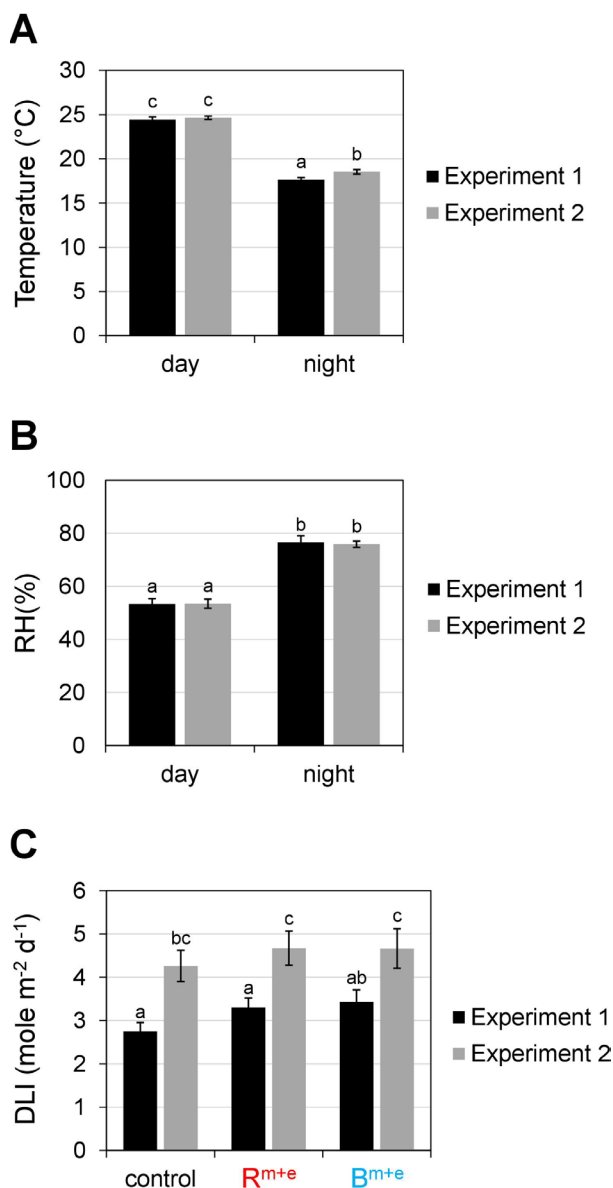 A
30
25
20
15
10
5
0
Temperature (°C)
c
c
a
b
day
night
Experiment 1
Experiment 2
B
100
80
60
40
20
0
RH(%)
a
a
b
b
day
night
Experiment 1
Experiment 2
C
6
5
4
3
2
1
0
DLI (mole m⁻² d⁻¹)
a
bc
a
c
ab
c
control
Rᵐ⁺ᵉ
Bᵐ⁺ᵉ
Experiment 1
Experiment 2